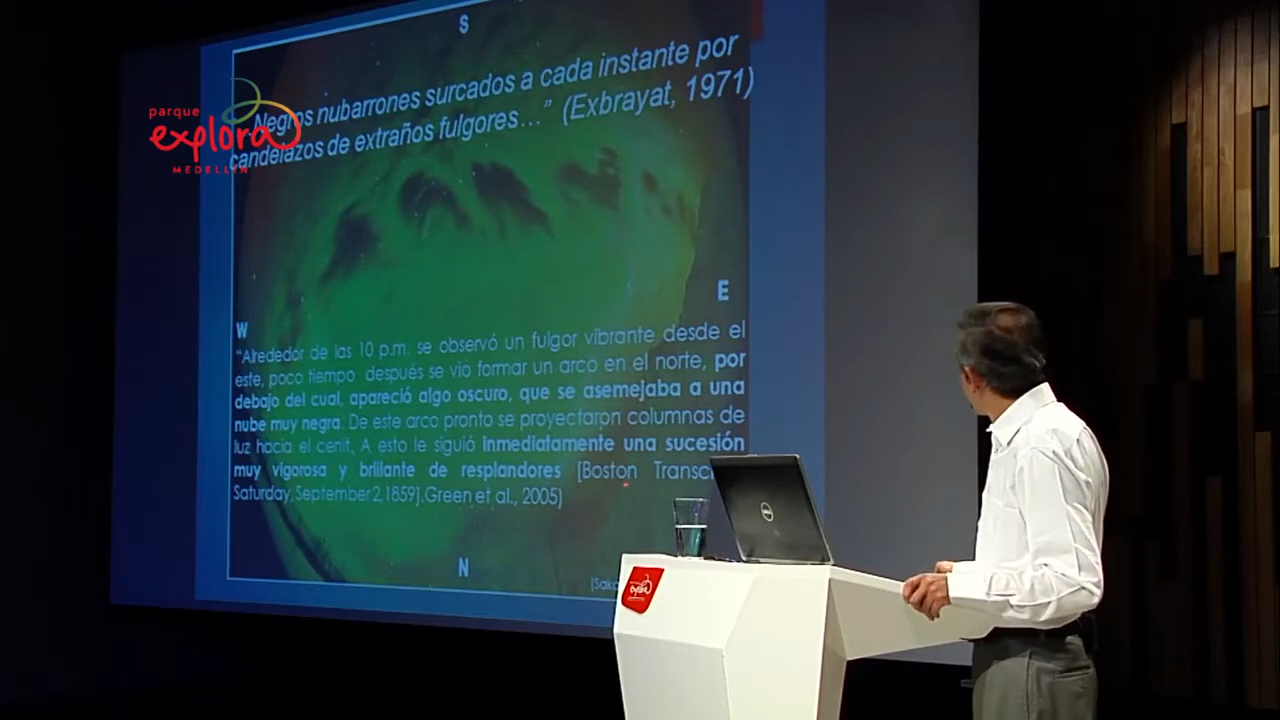 S
Negros nubarrones surcados a cada instante por
candelazos de extraños fulgores…” (Exbrayat, 1971)
parque
explora
MEDELLÍN
E
W
“Alrededor de las 10 p.m. se observó un fulgor vibrante desde el
este, poco tiempo después se vio formar un arco en el norte, por
debajo del cual, apareció algo oscuro, que se asemejaba a una
nube muy negra. De este arco pronto se proyectaron columnas de
luz hacia el cenit. A esto le siguió inmediatamente una sucesión
muy vigorosa y brillante de resplandores [Boston
Saturday, September 2, 1859]. Green et al., 2005)
N
explora
DELL